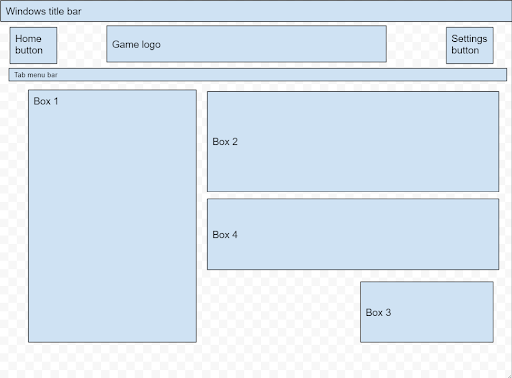 Windows title bar
Home
button
Game logo
Settings
button
Tab menu bar
Box 1
Box 2
Box 4
Box 3